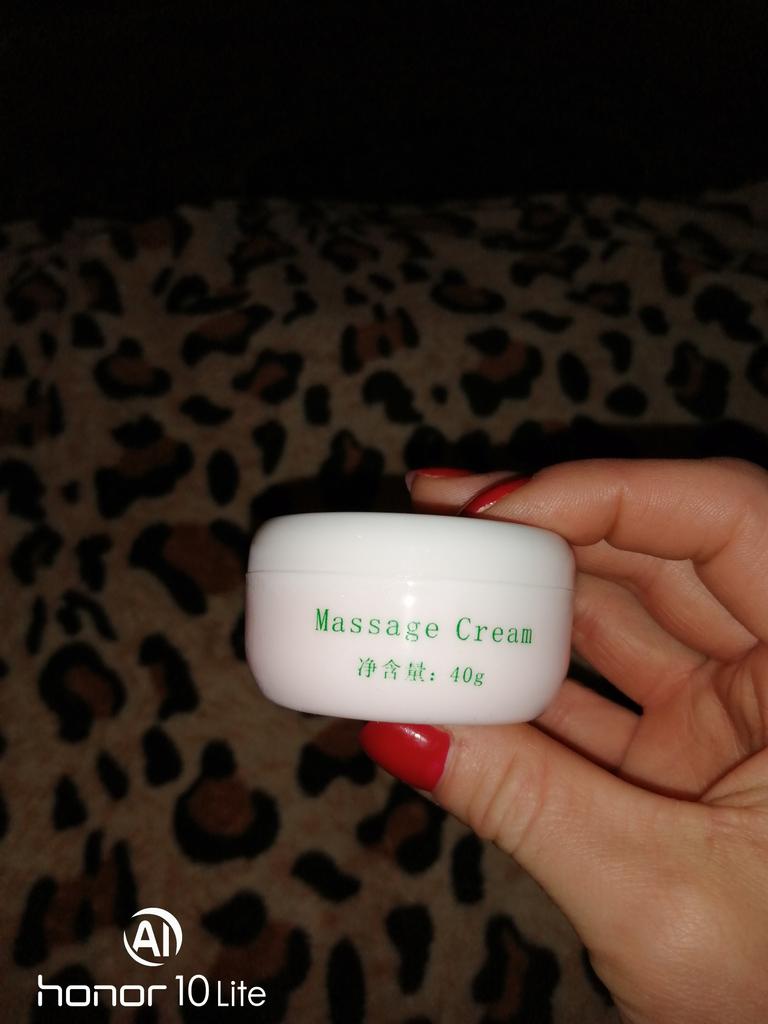 Massage Cream
净含量: 40g
AI
honor 10 Lite